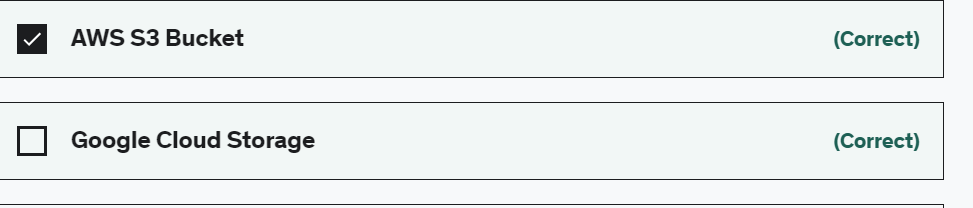 AWS S3 Bucket (Correct)
Google Cloud Storage (Correct)